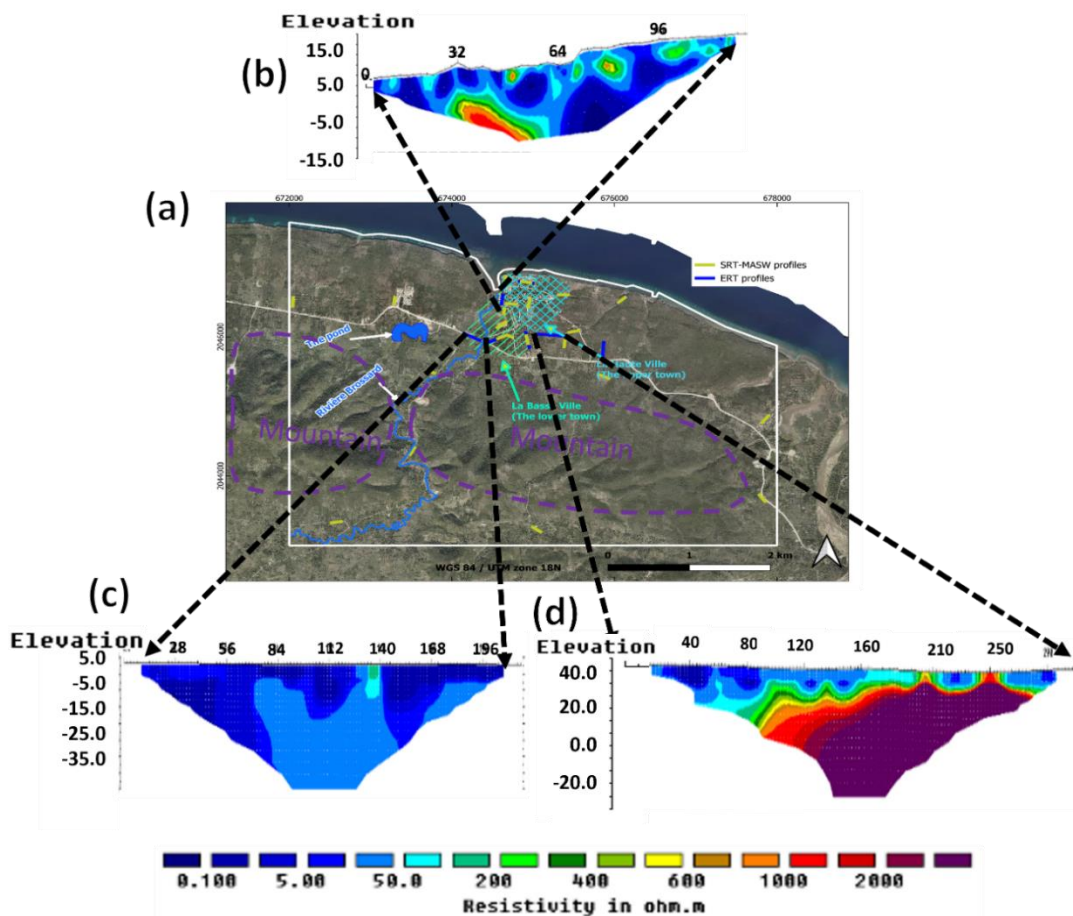 Elevation
15.0
5.0
-5.0
-15.0
0
32
64
96
(b)
(a)
672000
674000
676000
678000
2046000
2044000
SRT-MASW profiles
ERT profiles
The pond
Rivière Brossard
La Haute Ville
(The upper town)
La Basse Ville
(The lower town)
Mountain
Mountain
0 1 2 km
WGS 84 / UTM zone 18N
(c)
Elevation
28 56 84 112 140 168 196
5.0
-5.0
-15.0
-25.0
-35.0
(d)
Elevation
40 80 120 160 210 250
40.0
20.0
0.0
-20.0
0.100 5.00 50.0 200 400 600 1000 2000
Resistivity in ohm.m